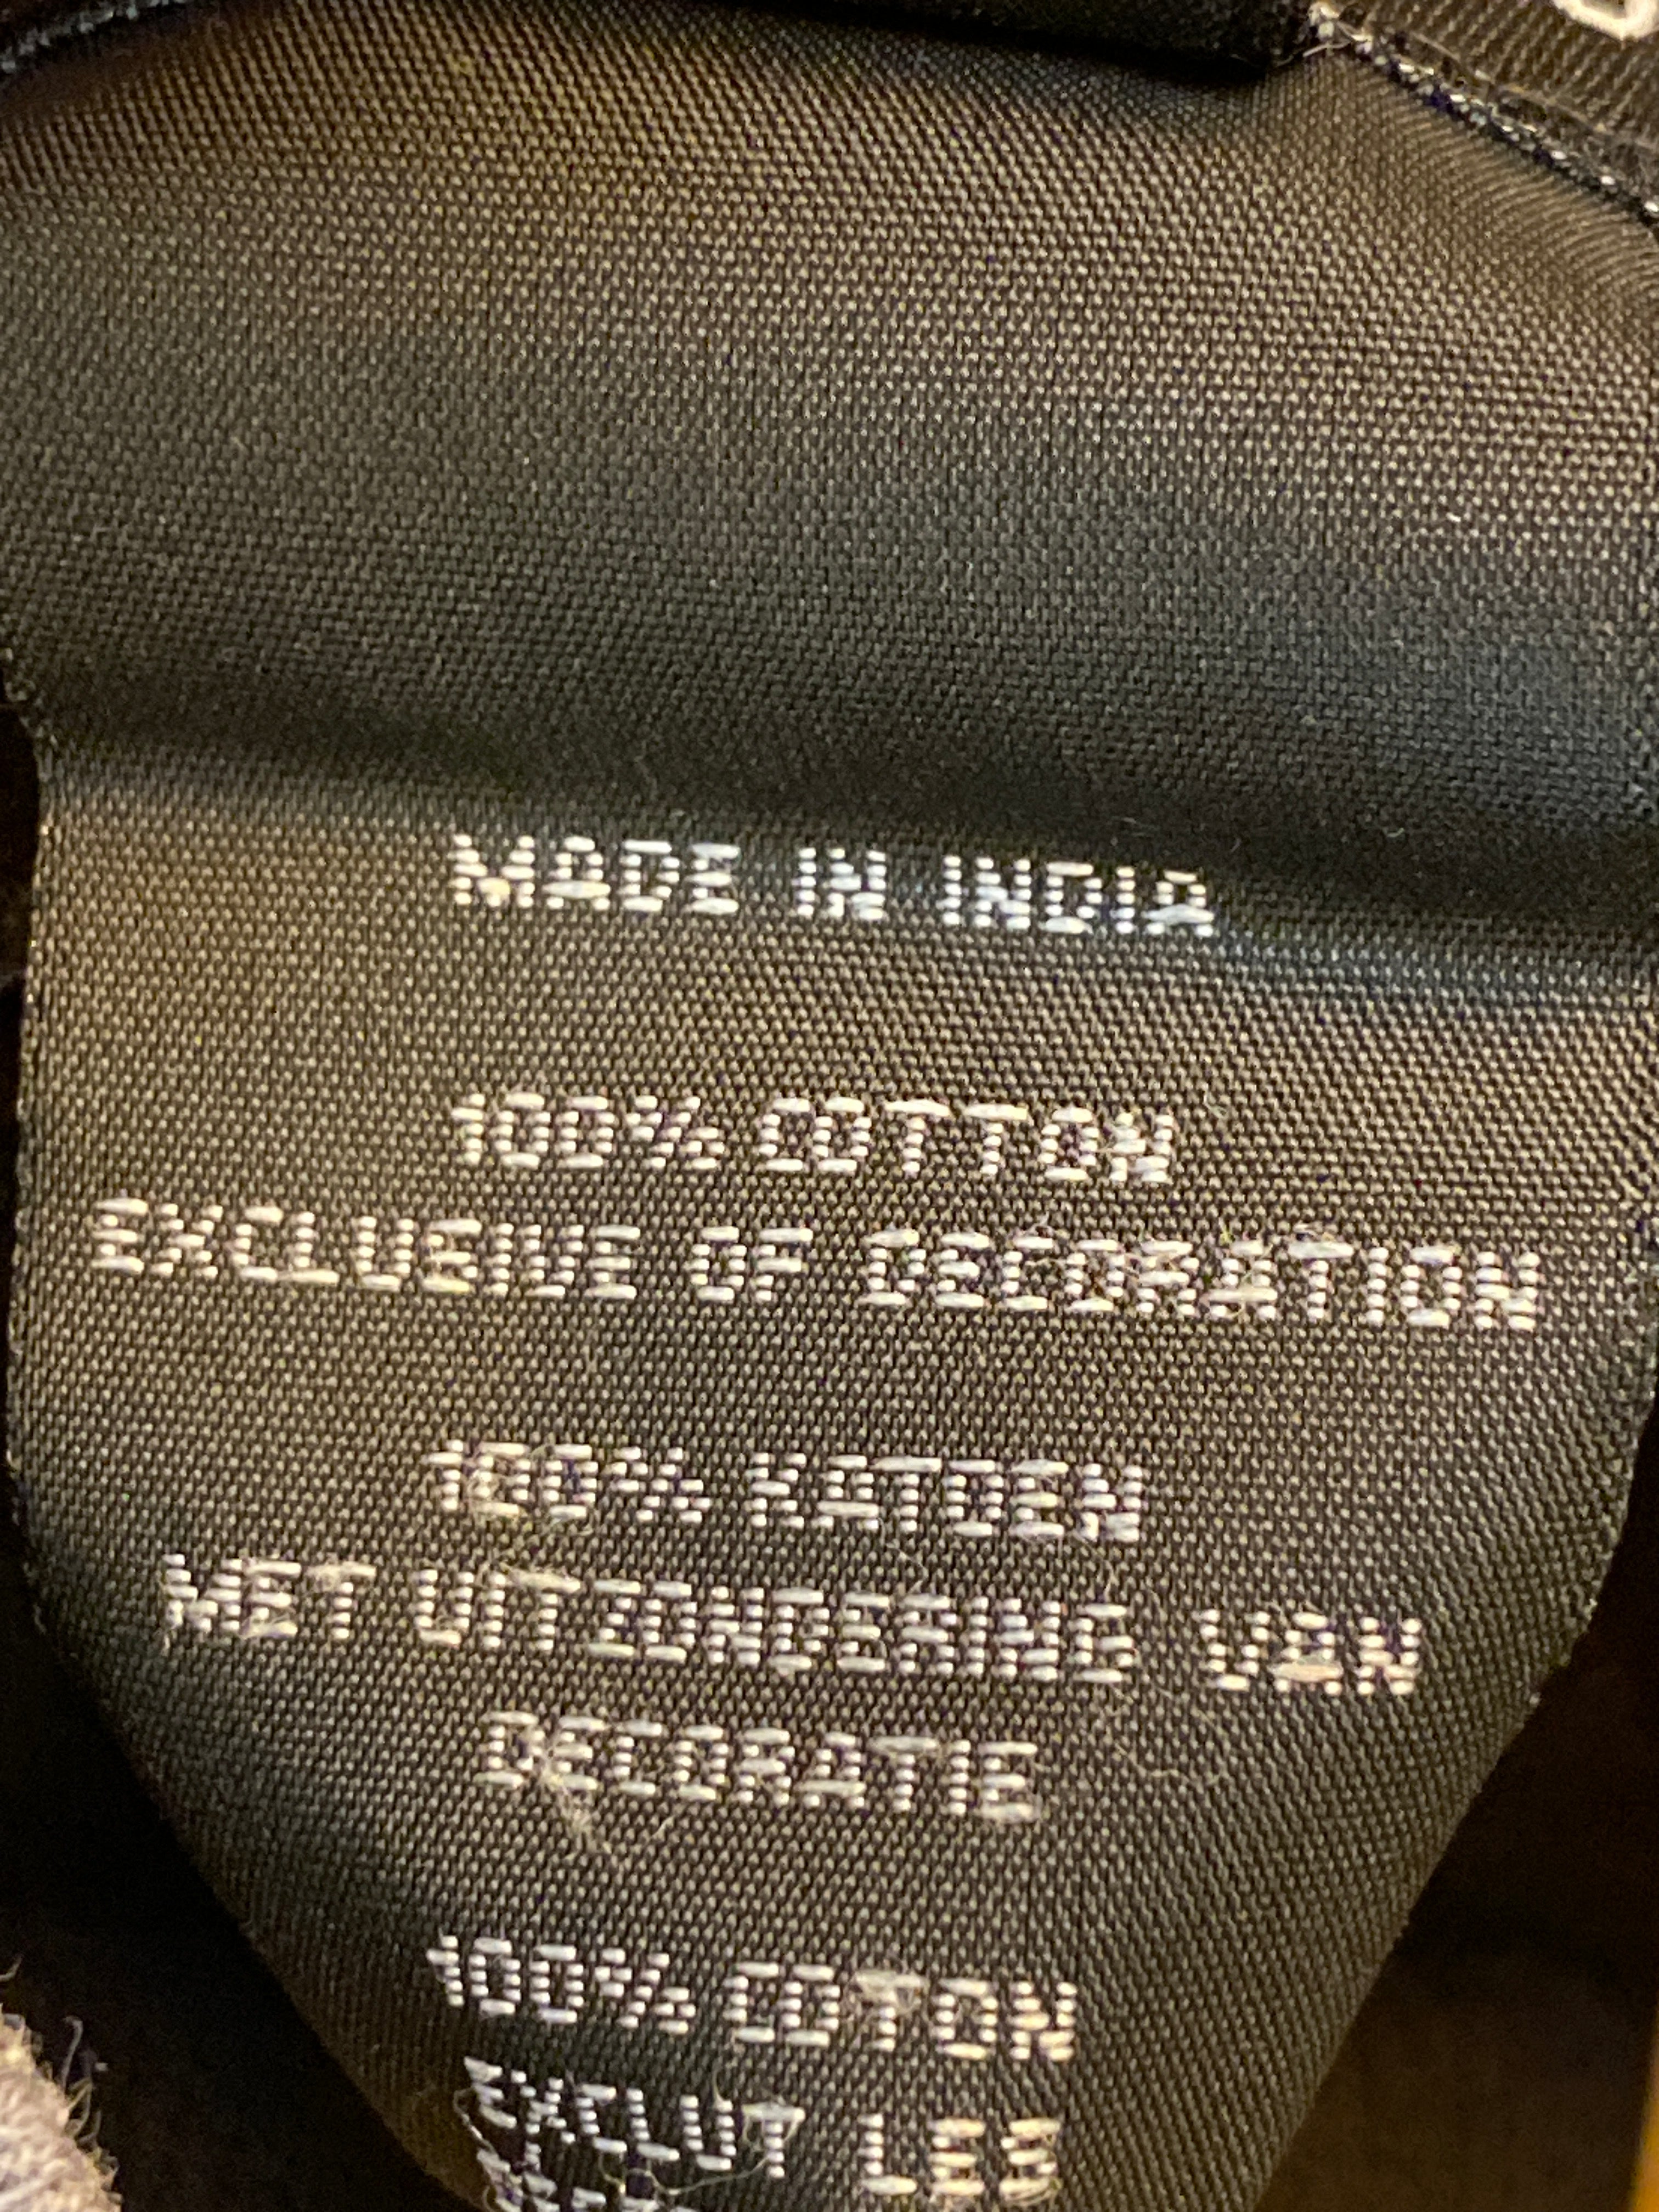 MADE IN INDIA
100% COTTON
EXCLUSIVE OF DECORATION
100% KATOEN
MET UITZONDERING VAN
DECORATIE
100% COTON
EXCLUT LES